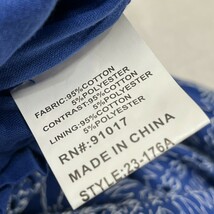 FABRIC:95%COTTON
5%POLYESTER
CONTRAST:95%COTTON
5%POLYESTER
LINING:95%COTTON
5%POLYESTER
RN#:91017
MADE IN CHINA
STYLE:23-176A